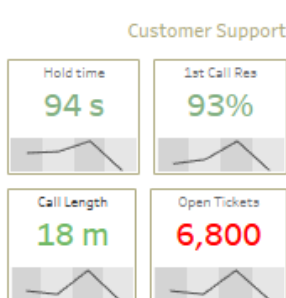 Customer Support
Hold time
1st Call Res
94 s
93%
Call Length
Open Tickets
18 m
6,800